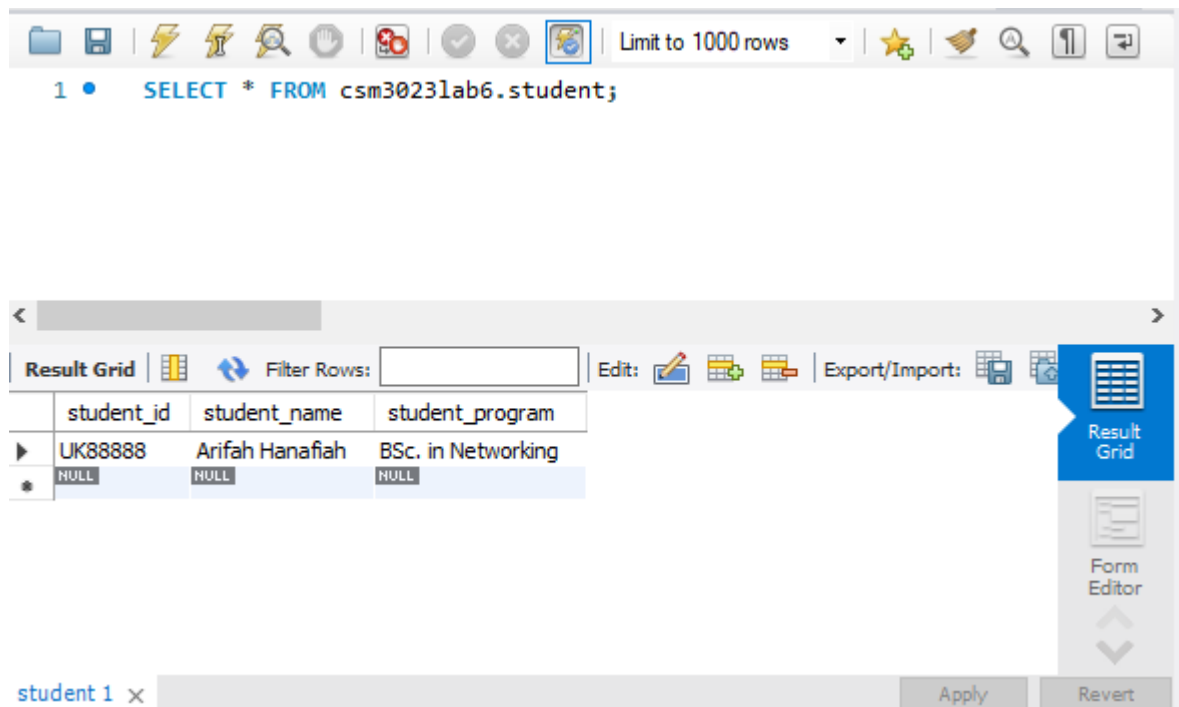 Limit to 1000 rows
1 SELECT * FROM csm3023lab6.student;
Result Grid Filter Rows: Edit: Export/Import:
student_id student_name student_program
UK88888 Arifah Hanafiah BSc. in Networking
NULL NULL NULL
Result
Grid
Form
Editor
student 1
Apply Revert